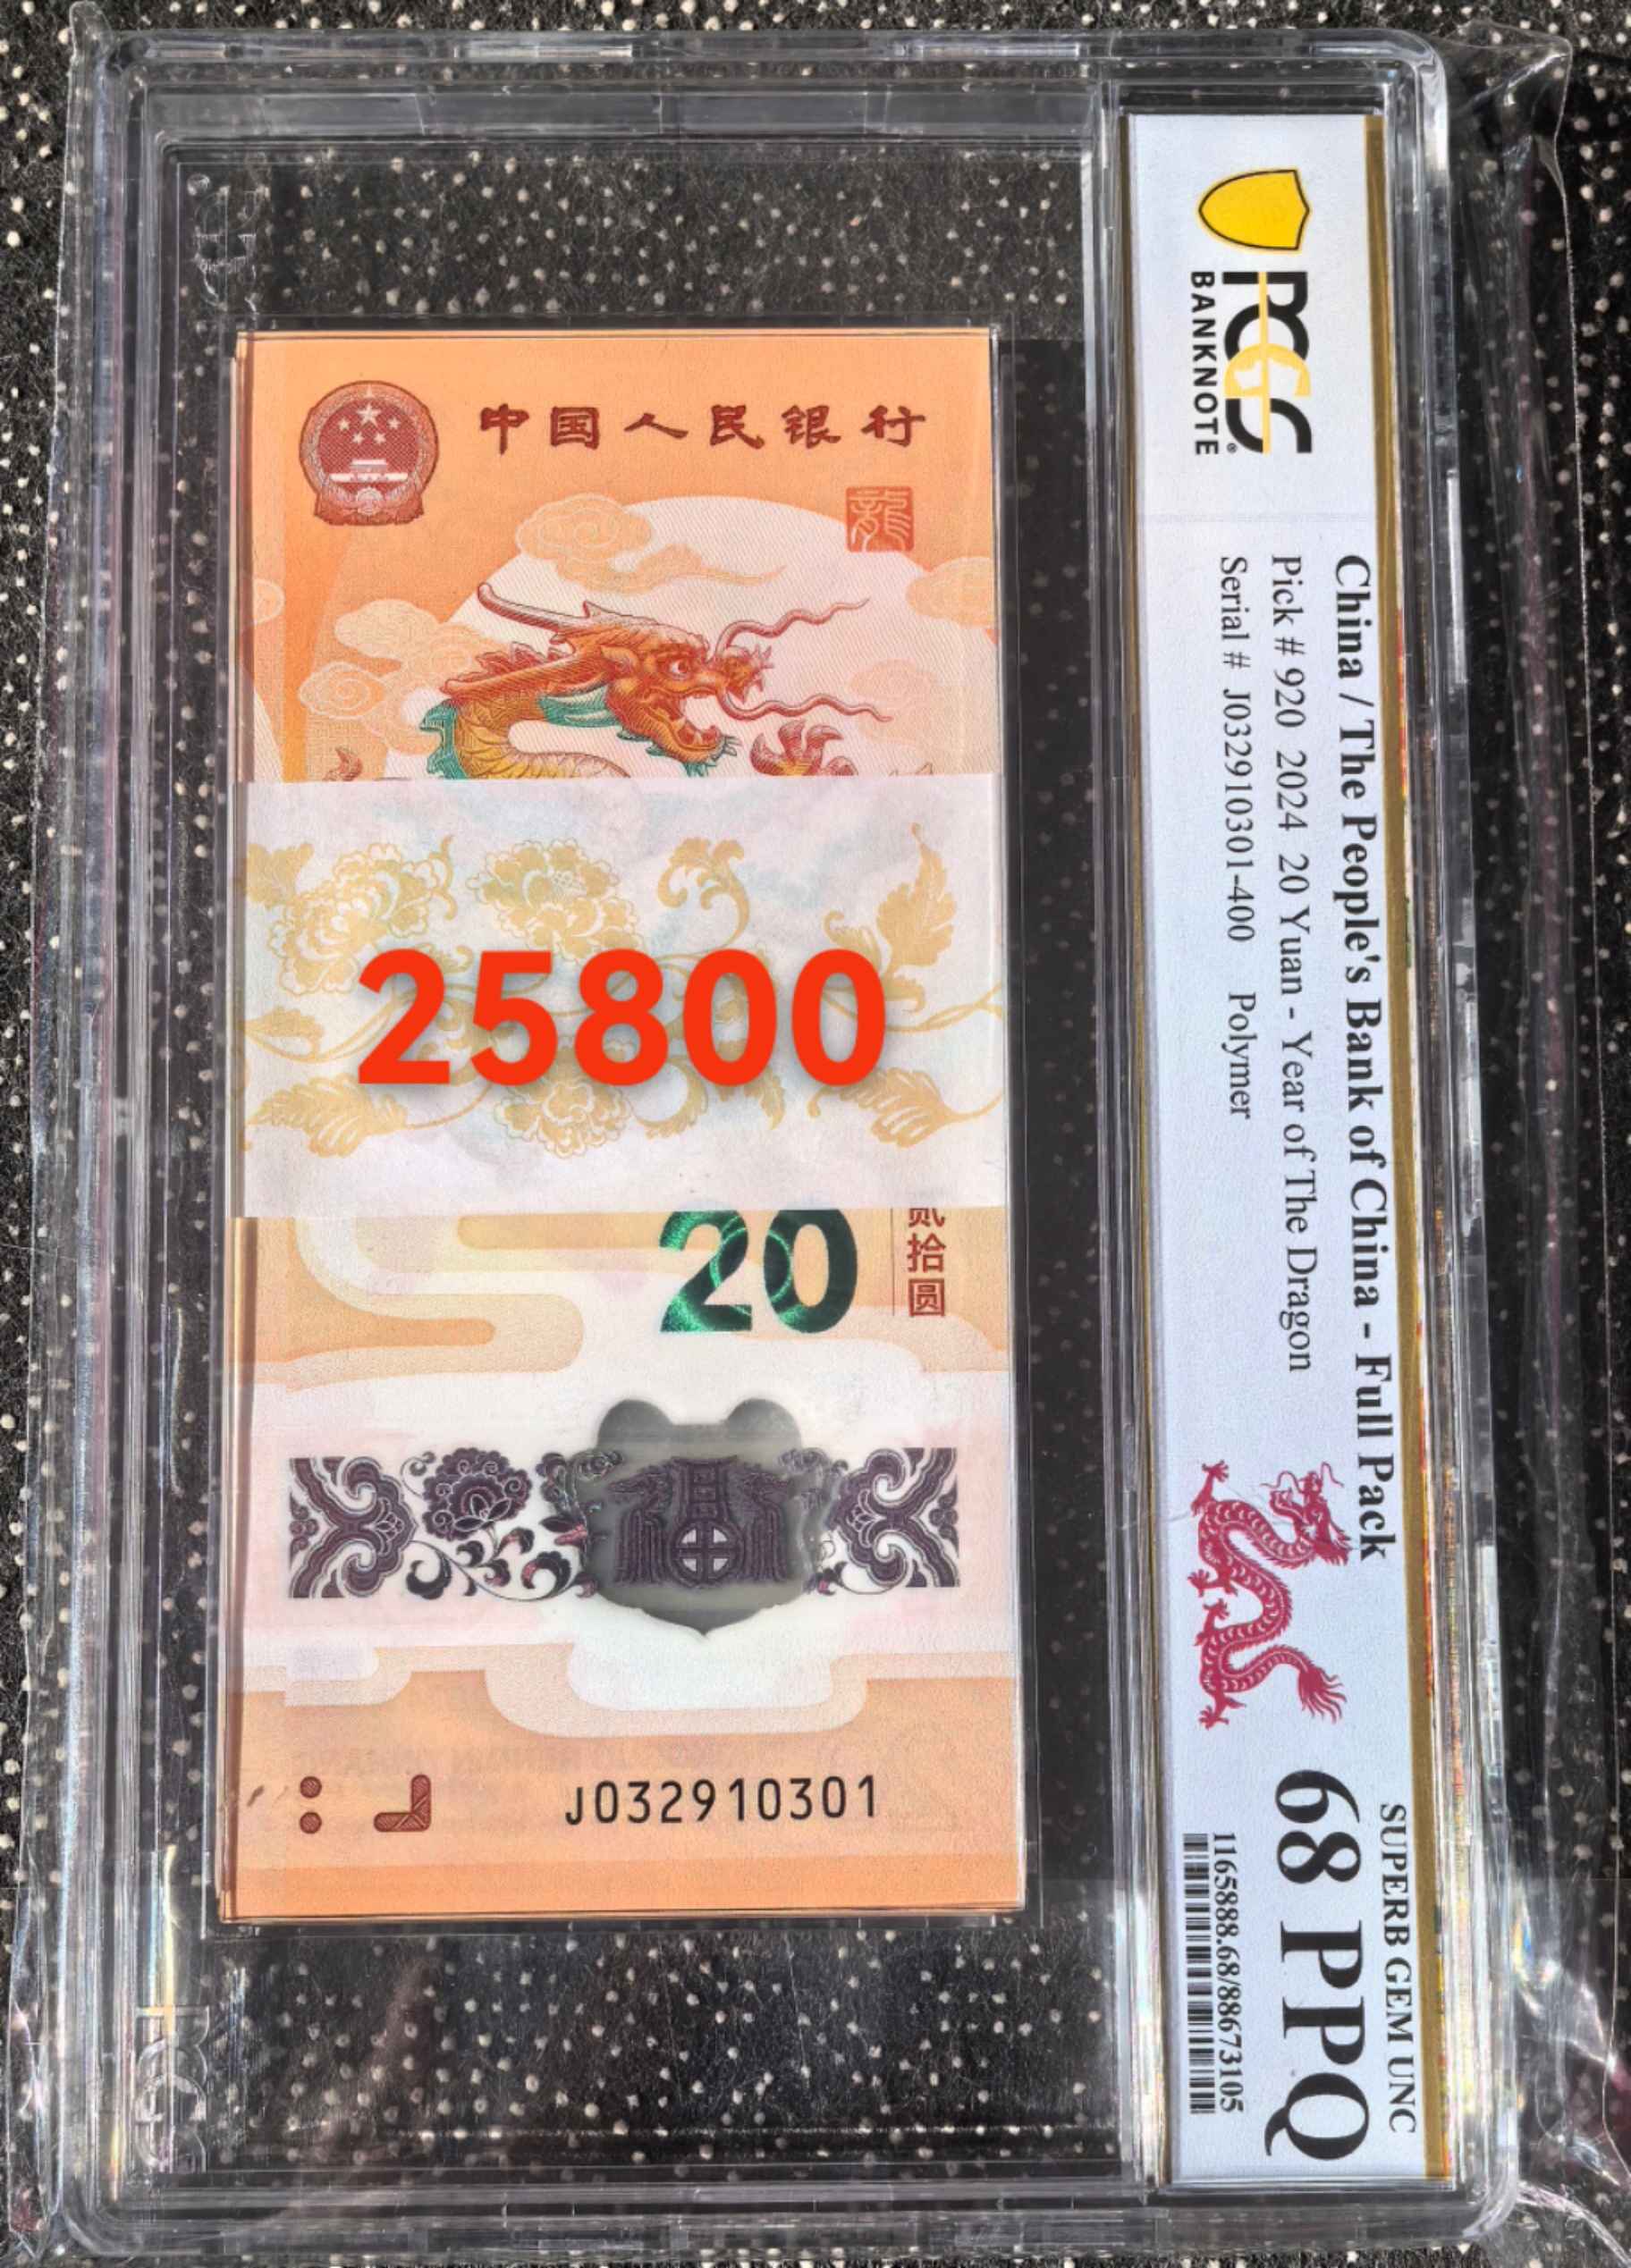 中国人民银行
龍
25800
20
贰拾圆
J032910301
PCGS
BANKNOTE
China / The People's Bank of China - Full Pack
Pick # 920 2024 20 Yuan - Year of The Dragon
Serial # J032910301-400 Polymer
SUPERB GEM UNC
68 PPQ
1165888.68/88673105